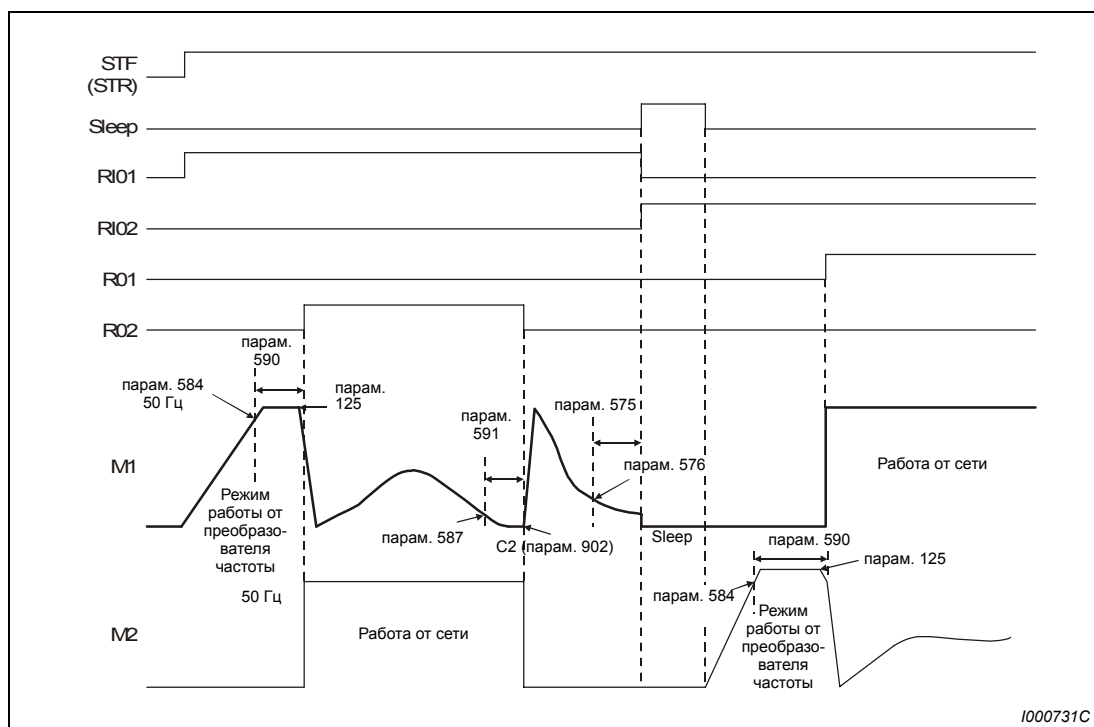 STF
(STR)
Sleep
RI01
RI02
R01
R02
парам.
590
парам. 584
50 Гц
парам.
125
парам.
591
парам. 575
парам. 576
M1
Режим
работы от
преобразо-
вателя
частоты
парам. 587
C2 (парам. 902)
Sleep
Работа от сети
парам. 590
парам. 125
50 Гц
парам. 584
M2
Работа от сети
Режим
работы от
преобразо-
вателя
частоты
I000731C